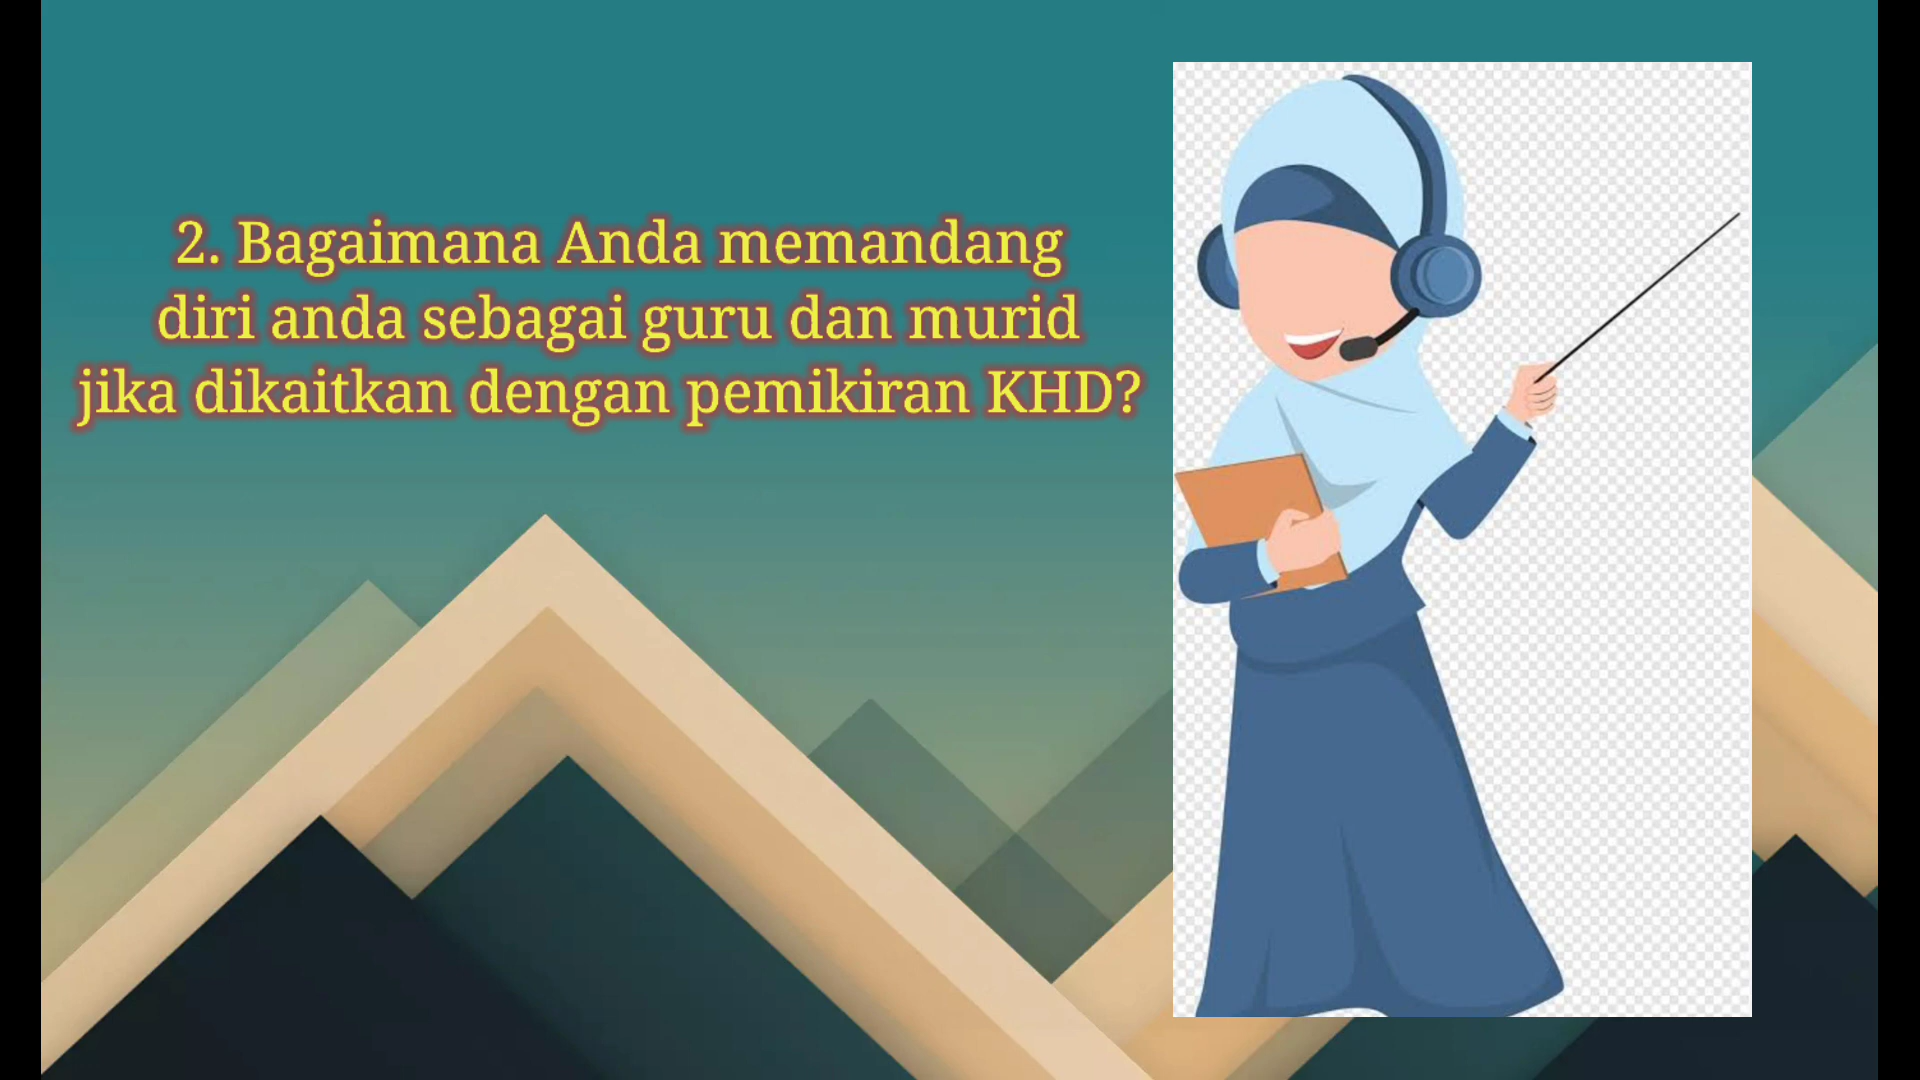 2. Bagaimana Anda memandang
diri anda sebagai guru dan murid
jika dikaitkan dengan pemikiran KHD?